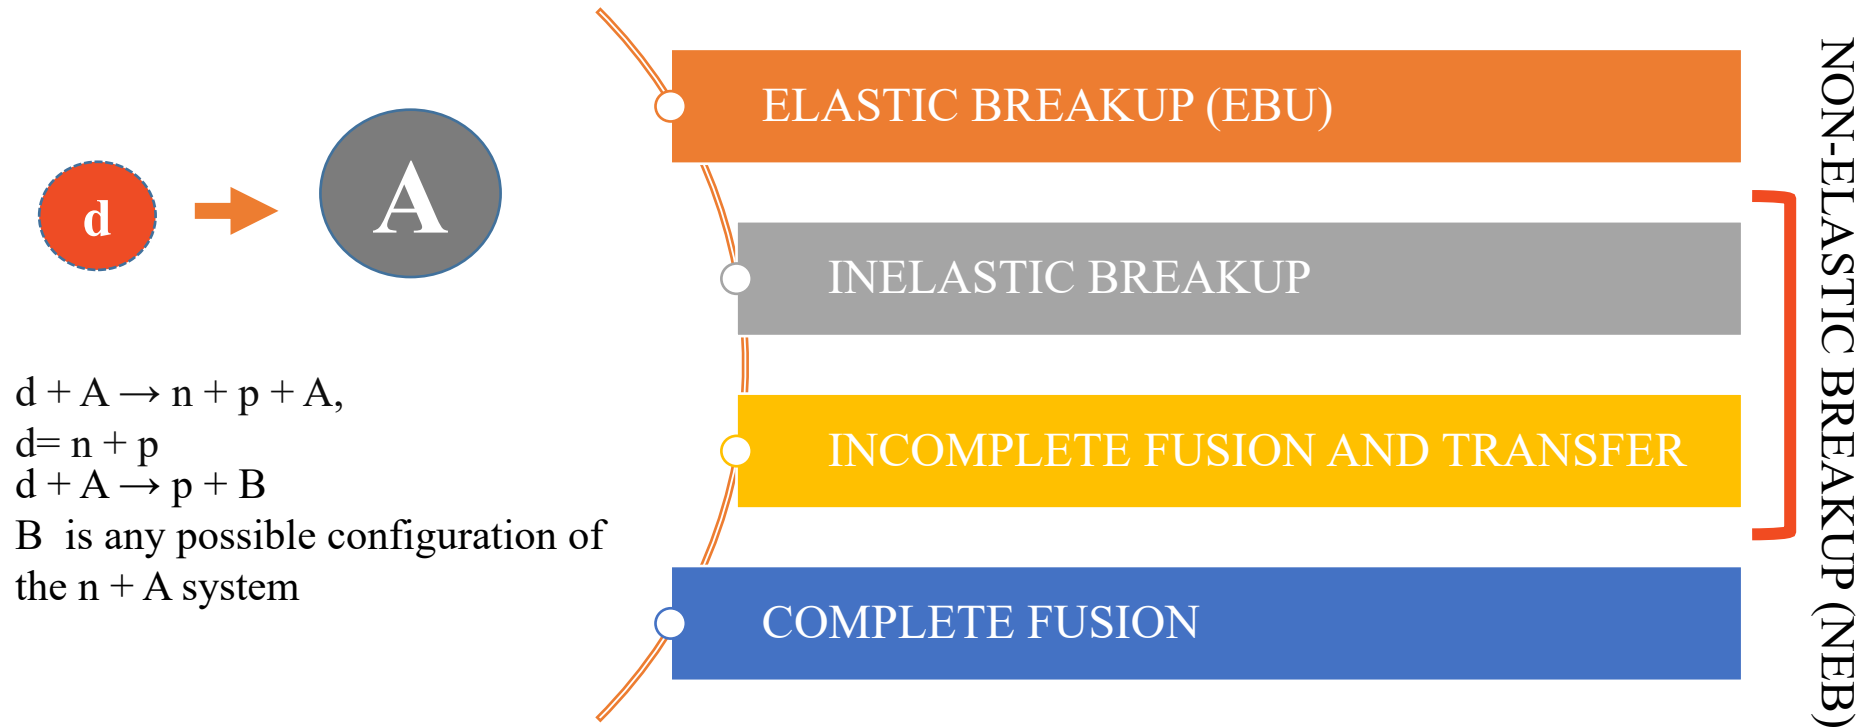 d
A
d + A → n + p + A,
d= n + p
d + A → p + B
B is any possible configuration of
the n + A system
ELASTIC BREAKUP (EBU)
INELASTIC BREAKUP
INCOMPLETE FUSION AND TRANSFER
COMPLETE FUSION
NON-ELASTIC BREAKUP (NEB)